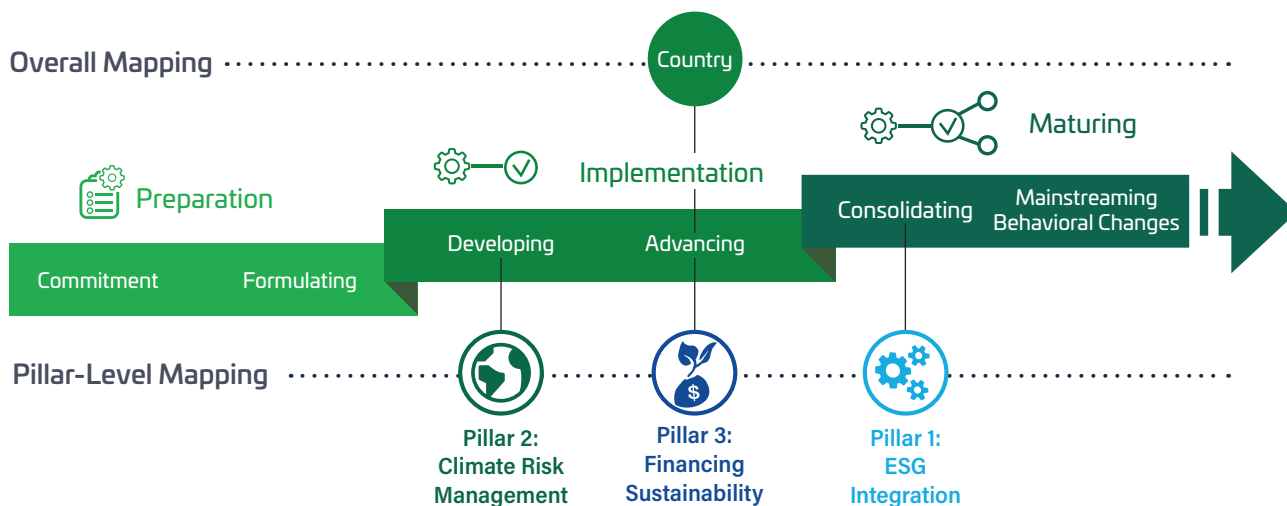 Overall Mapping
Country
Maturing
Implementation
Preparation
Consolidating
Mainstreaming
Behavioral Changes
Developing
Advancing
Commitment
Formulating
Pillar-Level Mapping
$
Pillar 2:
Climate Risk
Management
Pillar 3:
Financing
Sustainability
Pillar 1:
ESG
Integration